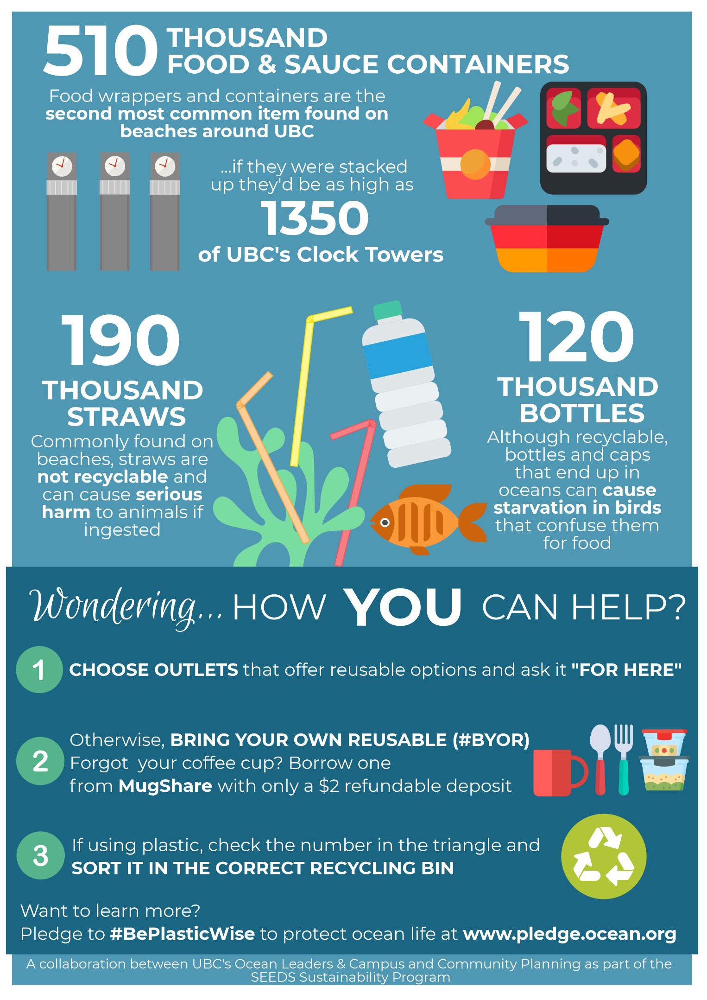 510 THOUSAND
FOOD & SAUCE CONTAINERS
Food wrappers and containers are the
second most common item found on
beaches around UBC
...if they were stacked
up they'd be as high as
1350
of UBC's Clock Towers
190
THOUSAND
STRAWS
Commonly found on
beaches, straws are
not recyclable and
can cause serious
harm to animals if
ingested
120
THOUSAND
BOTTLES
Although recyclable,
bottles and caps
that end up in
oceans can cause
starvation in birds
that confuse them
for food
Wondering... HOW YOU CAN HELP?
1 CHOOSE OUTLETS that offer reusable options and ask it "FOR HERE"
2 Otherwise, BRING YOUR OWN REUSABLE (#BYOR)
Forgot your coffee cup? Borrow one
from MugShare with only a $2 refundable deposit
3 If using plastic, check the number in the triangle and
SORT IT IN THE CORRECT RECYCLING BIN
Want to learn more?
Pledge to #BePlasticWise to protect ocean life at www.pledge.ocean.org
A collaboration between UBC's Ocean Leaders & Campus and Community Planning as part of the
SEEDS Sustainability Program